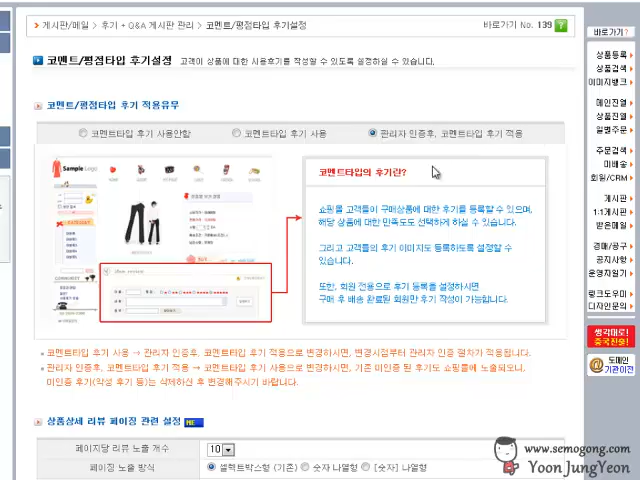 게시판/메일 > 후기 + Q&A 게시판 관리 > 코멘트/평점타입 후기설정
바로가기 No. 139 ?
코멘트/평점타입 후기설정 고객이 상품에 대한 사용후기를 작성할 수 있도록 설정하실 수 있습니다.
코멘트/평점타입 후기 적용유무
코멘트타입 후기 사용안함 코멘트타입 후기 사용 관리자 인증후, 코멘트타입 후기 적용
Sample Logo
COMMUNITY
코멘트타입의 후기란?
쇼핑몰 고객들이 구매상품에 대한 후기를 등록할 수 있으며,
해당 상품에 대한 만족도도 선택하게 하실 수 있습니다.
그리고 고객들의 후기 이미지도 등록하도록 설정할 수
있습니다.
또한, 회원 전용으로 후기 등록을 설정하시면,
구매 후 배송 완료된 회원만 후기 작성이 가능합니다.
코멘트타입 후기 사용 → 관리자 인증후, 코멘트타입 후기 적용으로 변경하시면, 변경시점부터 관리자 인증 절차가 적용됩니다.
관리자 인증후, 코멘트타입 후기 적용 → 코멘트타입 후기 사용으로 변경하시면, 기존 미인증 된 후기도 쇼핑몰에 노출되오니,
미인증 후기(악성 후기 등)는 삭제하신 후 변경해주시기 바랍니다.
상품상세 리뷰 페이징 관련 설정
페이지당 리뷰 노출 개수 10
페이징 노출 방식 셀렉트박스형 (기존) 숫자 나열형 [숫자] 나열형
바로가기?
상품등록
상품검색
이미지뱅크
메인진열
상품진열
일병주문
주문검색
미배송
회원/CRM
게시판
1:1게시판
받은메일
경매/공구
공지사항
운영자일기
랭크도우미
디자인문의
생각대로!
중국진출!
도메인
기관이전
www.semogong.com
Yoon JungYeon